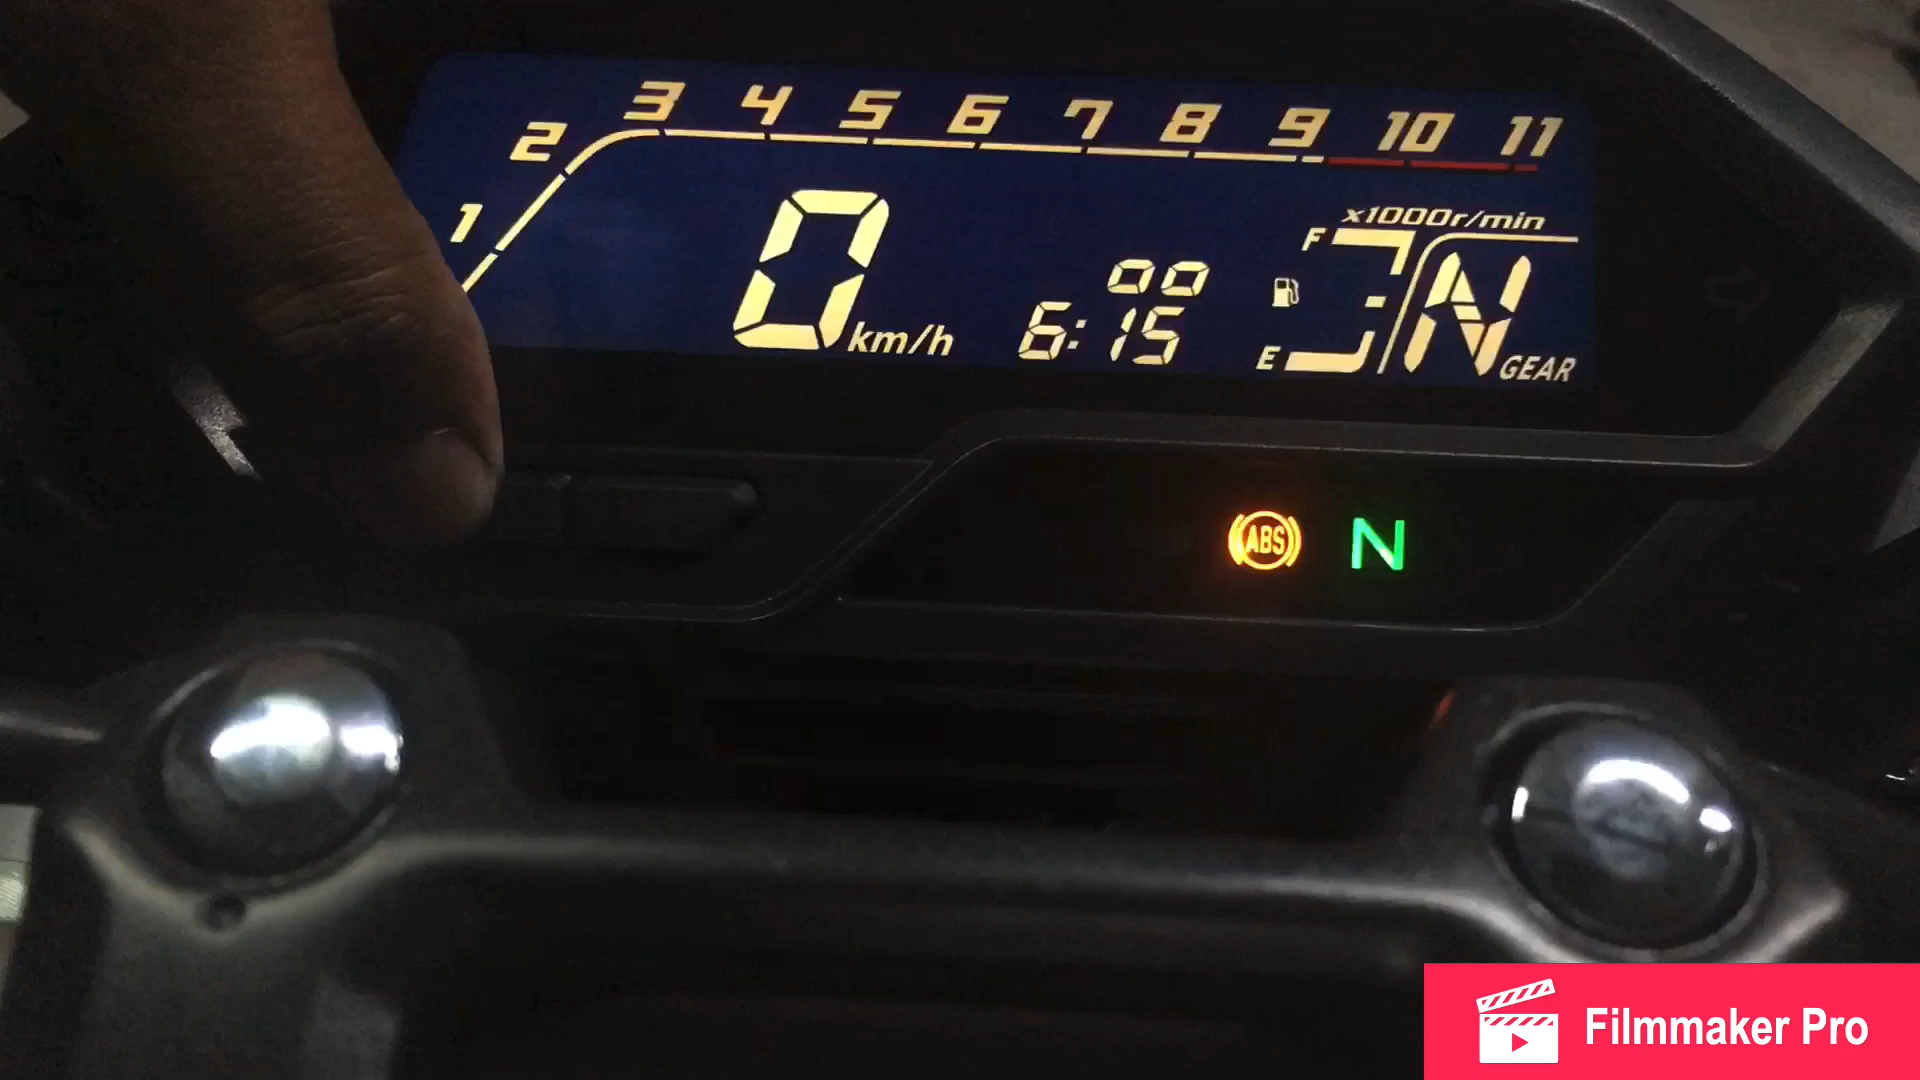 1 2 3 4 5 6 7 8 9 10 11
x1000r/min
0 km/h
00
6:15
F
E
N GEAR
ABS N
Filmmaker Pro